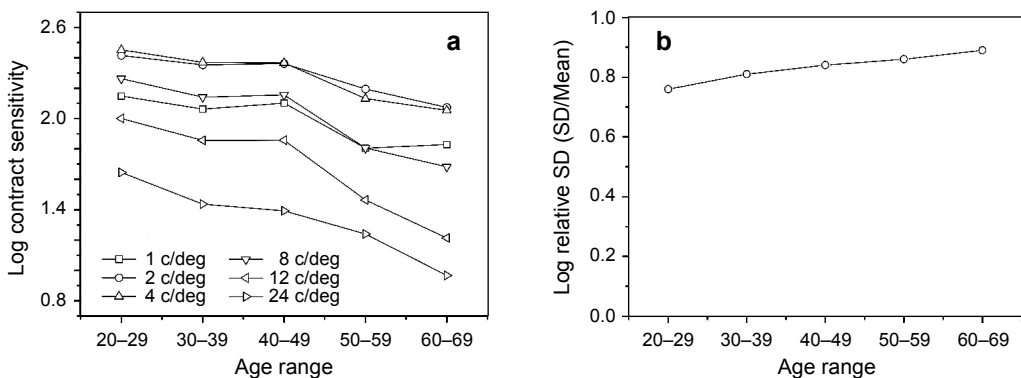 a
Log contract sensitivity
2.6
2.0
1.4
0.8
1 c/deg
2 c/deg
4 c/deg
8 c/deg
12 c/deg
24 c/deg
20–29 30–39 40–49 50–59 60–69
Age range
b
Log relative SD (SD/Mean)
1.0
0.8
0.6
0.4
0.2
0.0
20–29 30–39 40–49 50–59 60–69
Age range